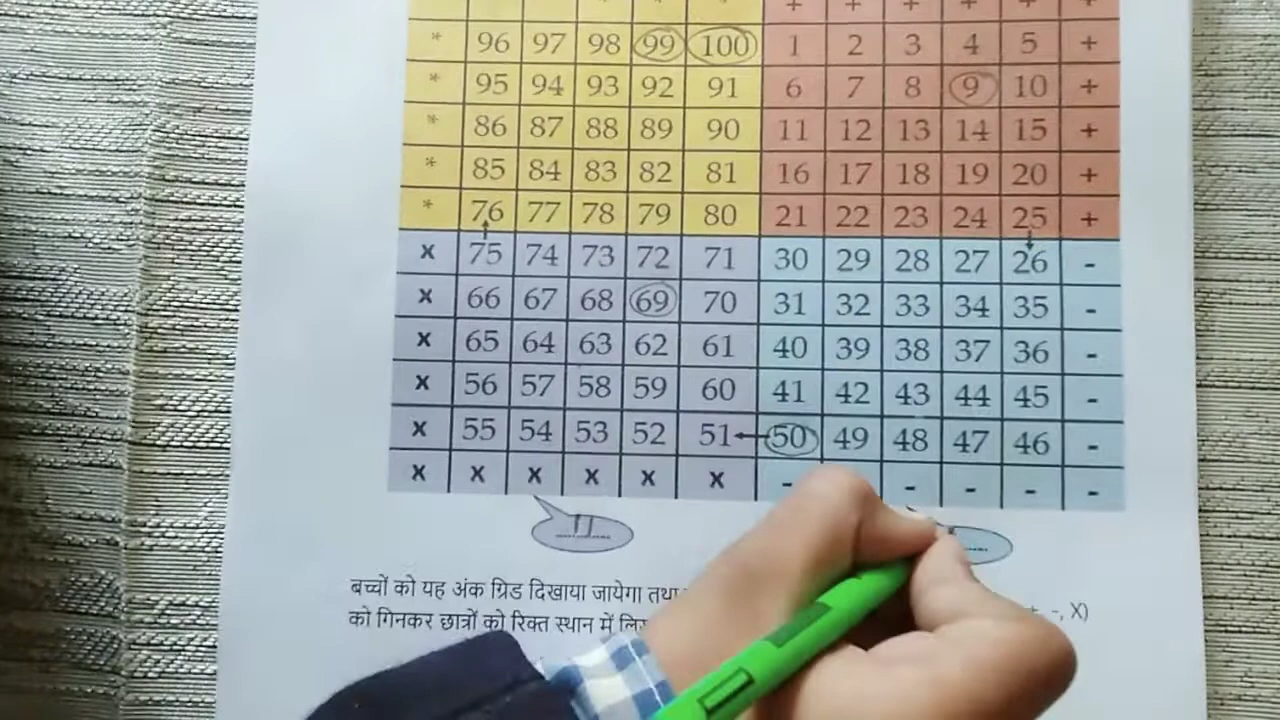 + + + + + +
* 96 97 98 99 100 1 2 3 4 5 +
* 95 94 93 92 91 6 7 8 9 10 +
* 86 87 88 89 90 11 12 13 14 15 +
* 85 84 83 82 81 16 17 18 19 20 +
* 76 77 78 79 80 21 22 23 24 25 +
x 75 74 73 72 71 30 29 28 27 26 -
x 66 67 68 69 70 31 32 33 34 35 -
x 65 64 63 62 61 40 39 38 37 36 -
x 56 57 58 59 60 41 42 43 44 45 -
x 55 54 53 52 51 50 49 48 47 46 -
x x x x x x - - - - -
11
बच्चों को यह अंक ग्रिड दिखाया जायेगा तथा -, X)
को गिनकर छात्रों को रिक्त स्थान में